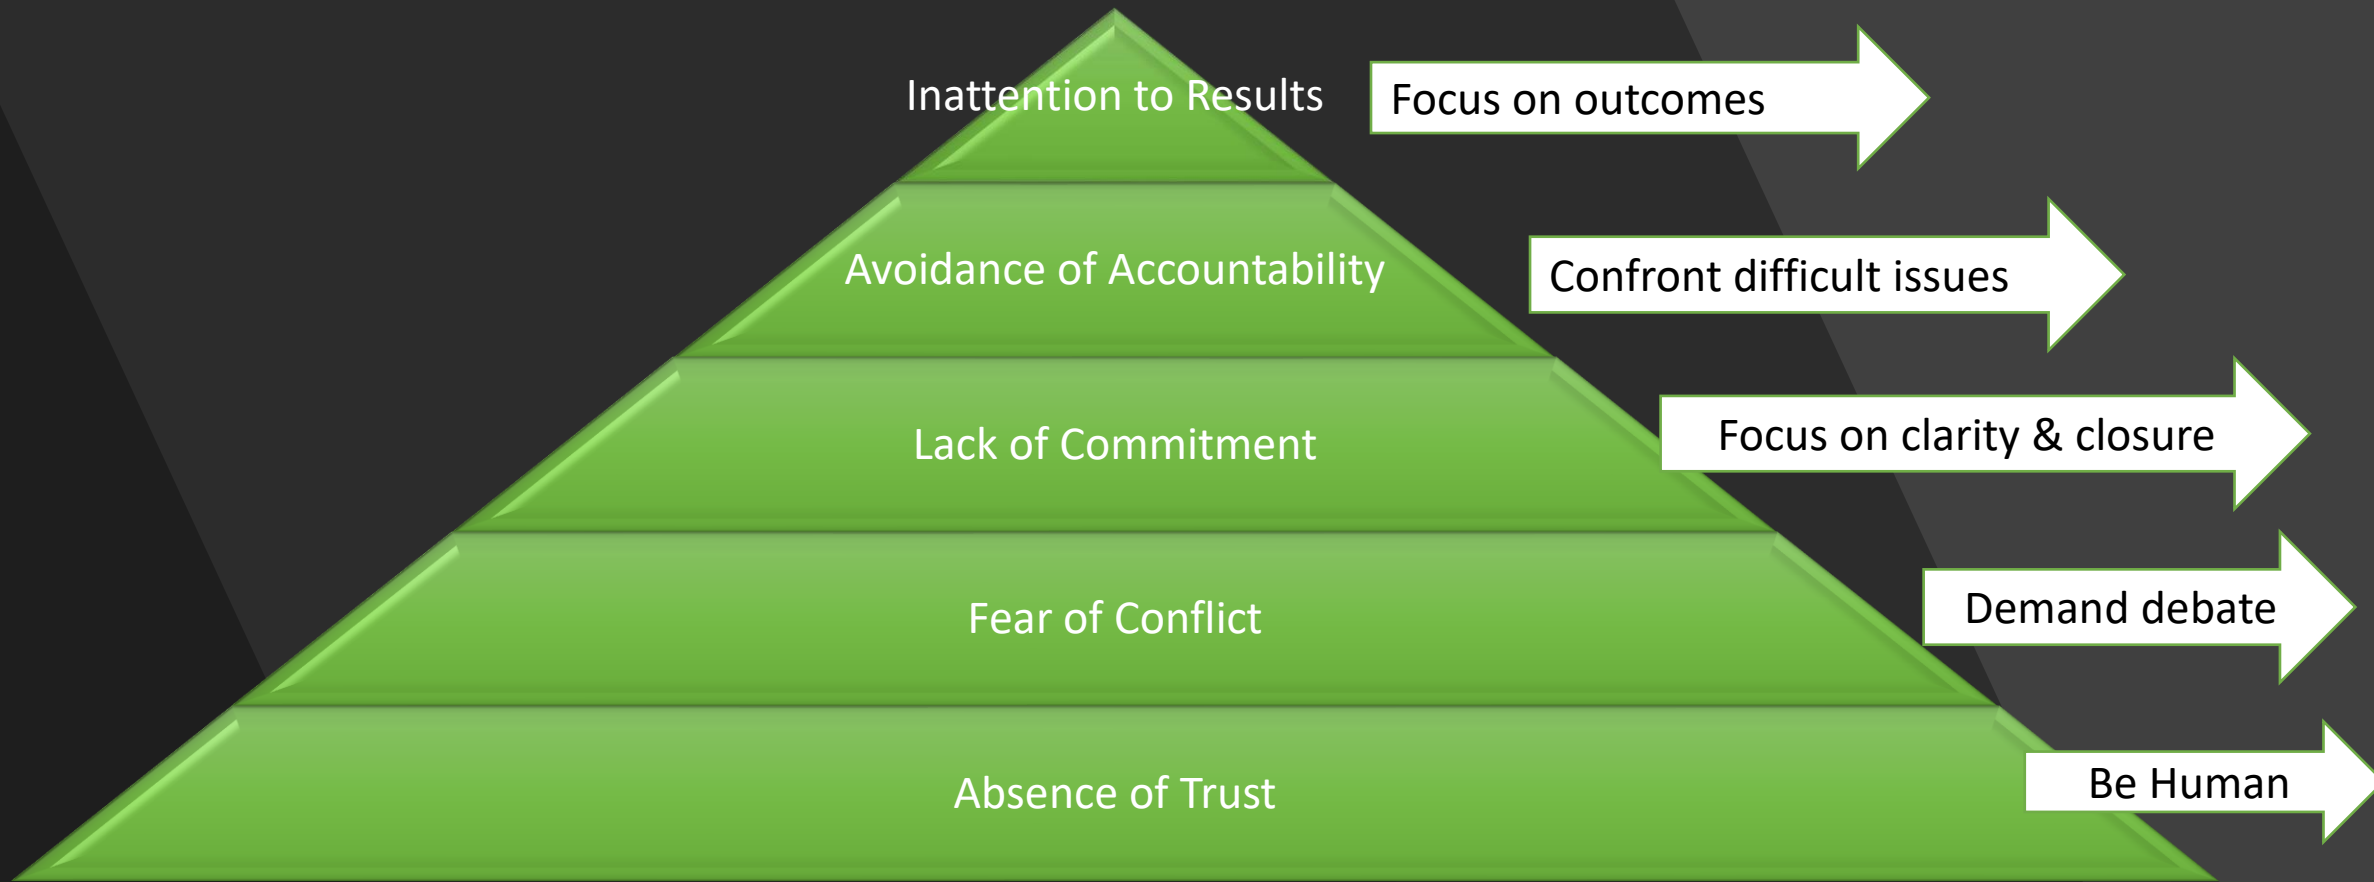 Inattention to Results
Focus on outcomes
Avoidance of Accountability
Confront difficult issues
Lack of Commitment
Focus on clarity & closure
Fear of Conflict
Demand debate
Absence of Trust
Be Human